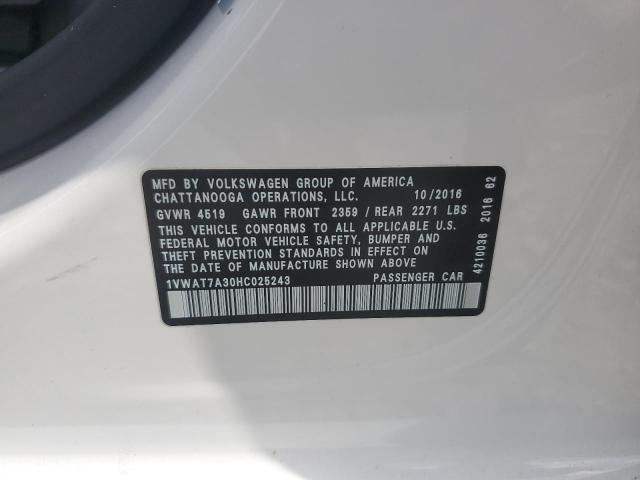 MFD BY VOLKSWAGEN GROUP OF AMERICA
CHATTANOOGA OPERATIONS, LLC. 10/2016
GVWR 4519 GAWR FRONT 2359 / REAR 2271 LBS
THIS VEHICLE CONFORMS TO ALL APPLICABLE U.S.
FEDERAL MOTOR VEHICLE SAFETY, BUMPER AND
THEFT PREVENTION STANDARDS IN EFFECT ON
THE DATE OF MANUFACTURE SHOWN ABOVE.
1VWAT7A30HC025243 PASSENGER CAR
4210036 2016 62